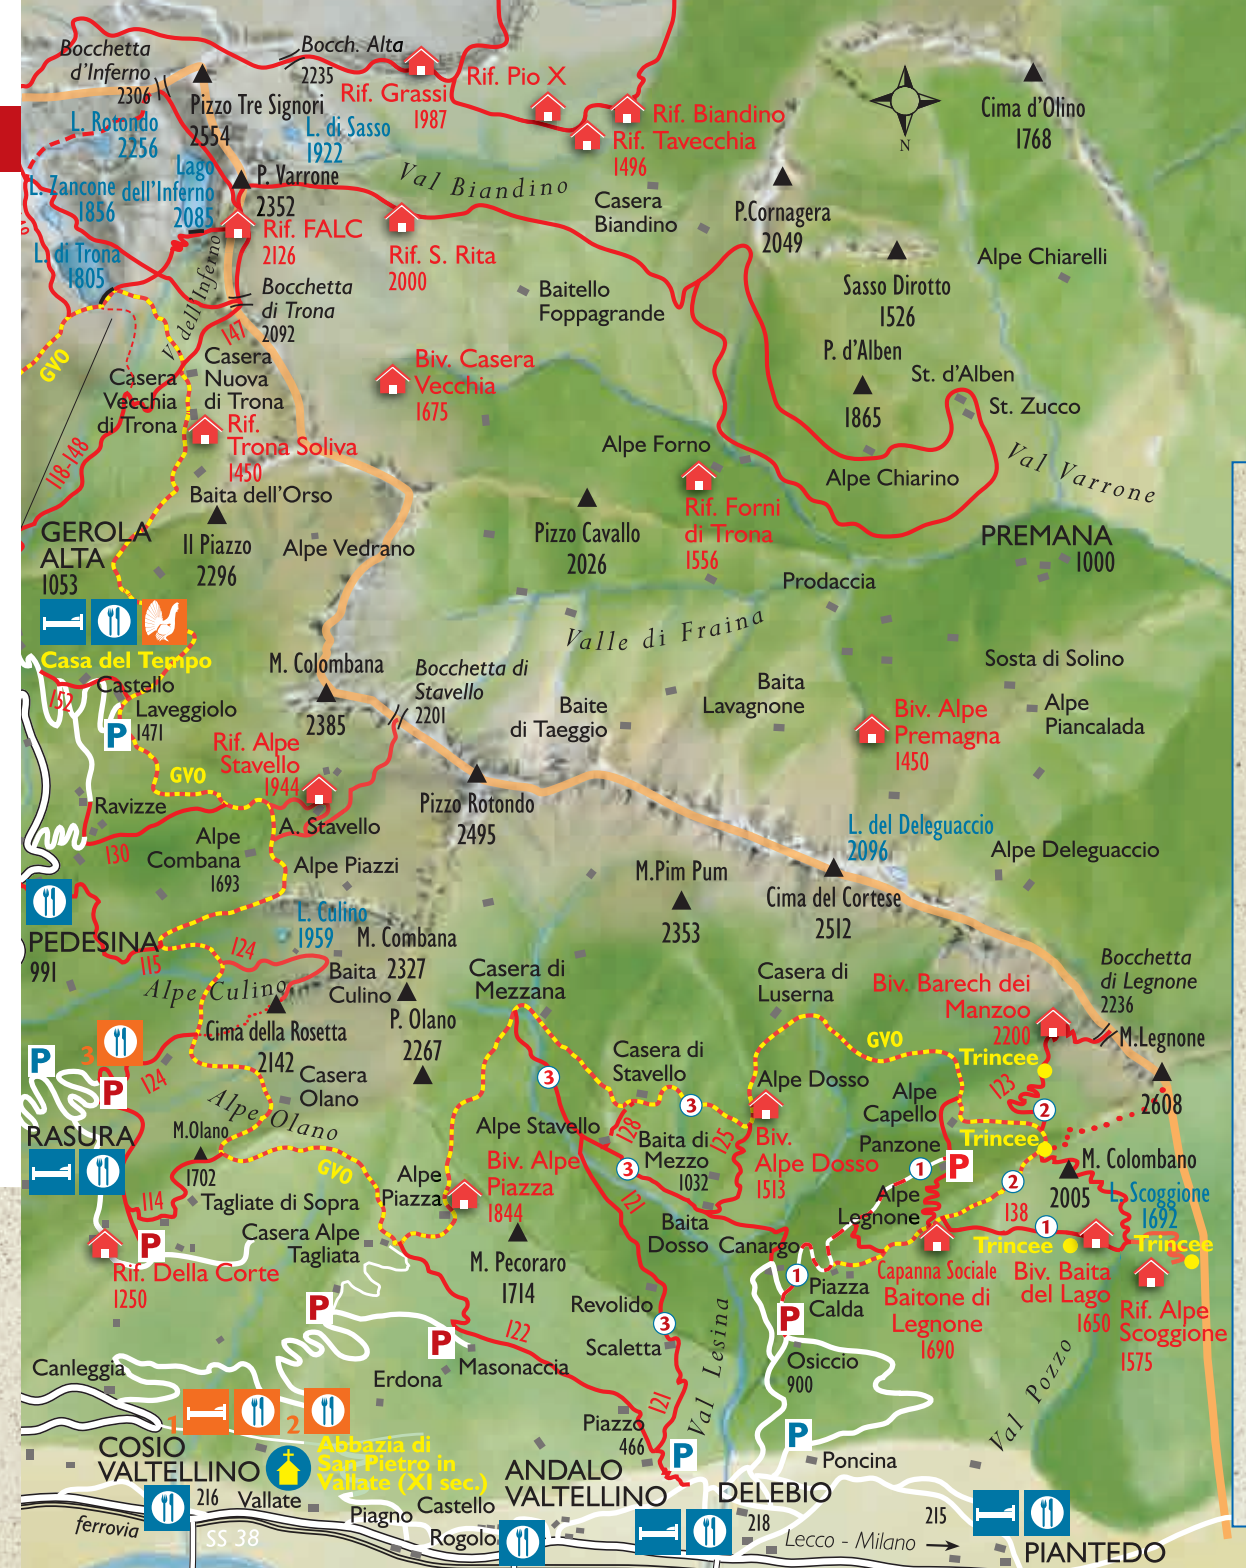 Bocchetta
d'Inferno
2306
Bocch. Alta
2235
Rif. Grassi
1987
Rif. Pio X
Rif. Biandino
Rif. Tavecchia
1496
Cima d'Olino
1768
N
Pizzo Tre Signori
2554
L. Rotondo
2256
L. di Sasso
1922
Lago
dell'Inferno
2085
L. Zancone
1856
P. Varrone
2352
Val Biandino
Casera
Biandino
P.Cornagera
2049
Rif. FALC
2126
Rif. S. Rita
2000
L. di Trona
1805
V. dell'Inferno
Bocchetta
di Trona
2092
Baitello
Foppagrande
Sasso Dirotto
1526
Alpe Chiarelli
147
GVO
Casera
Nuova
di Trona
Casera
Vecchia
di Trona
Biv. Casera
Vecchia
1675
P. d'Alben
1865
St. d'Alben
St. Zucco
Rif.
Trona Soliva
1450
118-148
Alpe Forno
Alpe Chiarino
Val Varrone
Baita dell'Orso
Rif. Forni
di Trona
1556
GEROLA
ALTA
1053
Il Piazzo
2296
Alpe Vedrano
Pizzo Cavallo
2026
PREMANA
1000
Prodaccia
Casa del Tempo
Valle di Fraina
M. Colombana
2385
Bocchetta di
Stavello
2201
Sosta di Solino
152
Castello
Laveggiolo
1471
P
Baita
Lavagnone
Baite
di Taeggio
Biv. Alpe
Premagna
1450
Alpe
Piancalada
Rif. Alpe
Stavello
1944
GVO
Pizzo Rotondo
2495
Ravizze
130
A. Stavello
L. del Deleguaccio
2096
Alpe
Combana
1693
Alpe Piazzi
Alpe Deleguaccio
M.Pim Pum
2353
Cima del Cortese
2512
L. Culino
1959
PEDESINA
991
115
124
M. Combana
2327
Baita
Culino
Alpe Culino
Casera di
Mezzana
Casera di
Luserna
Bocchetta
di Legnone
2236
Biv. Barech dei
Manzoo
2200
Cima della Rosetta
2142
P. Olano
2267
GVO
M.Legnone
2608
P
3
P
124
Casera
Olano
3
Casera di
Stavello
Trincee
123
Alpe Dosso
Alpe
Capello
2
3
Alpe Olano
RASURA
M.Olano
1702
Alpe Stavello
128
Baita di
Mezzo
1032
125
Biv.
Alpe Dosso
1513
Panzone
Trincee
1
P
2
M. Colombano
2005
GVO
3
Alpe
Piazza
Biv. Alpe
Piazza
1844
114
Tagliate di Sopra
121
Alpe
Legnone
138
1
L. Scoggione
1692
Casera Alpe
Tagliata
P
Baita
Dosso
Canargo
Trincee
Trincee
Rif. Della Corte
1250
M. Pecoraro
1714
1
Piazza
Calda
Capanna Sociale
Baitone di
Legnone
1690
Biv. Baita
del Lago
1650
Rif. Alpe
Scoggione
1575
P
P
122
Revolido
3
Scaletta
P
Canleggia
Masonaccia
Erdona
Osiccio
900
Val Lesina
Val Pozzo
1
2
121
Piazzo
466
P
P
COSIO
VALTELLINO
216
Abbazia di
San Pietro in
Vallate (XI sec.)
Vallate
ANDALO
VALTELLINO
Poncina
DELEBIO
218
ferrovia
SS 38
Piagno
Castello
Rogolo
Lecco - Milano
215
PIANTEDO